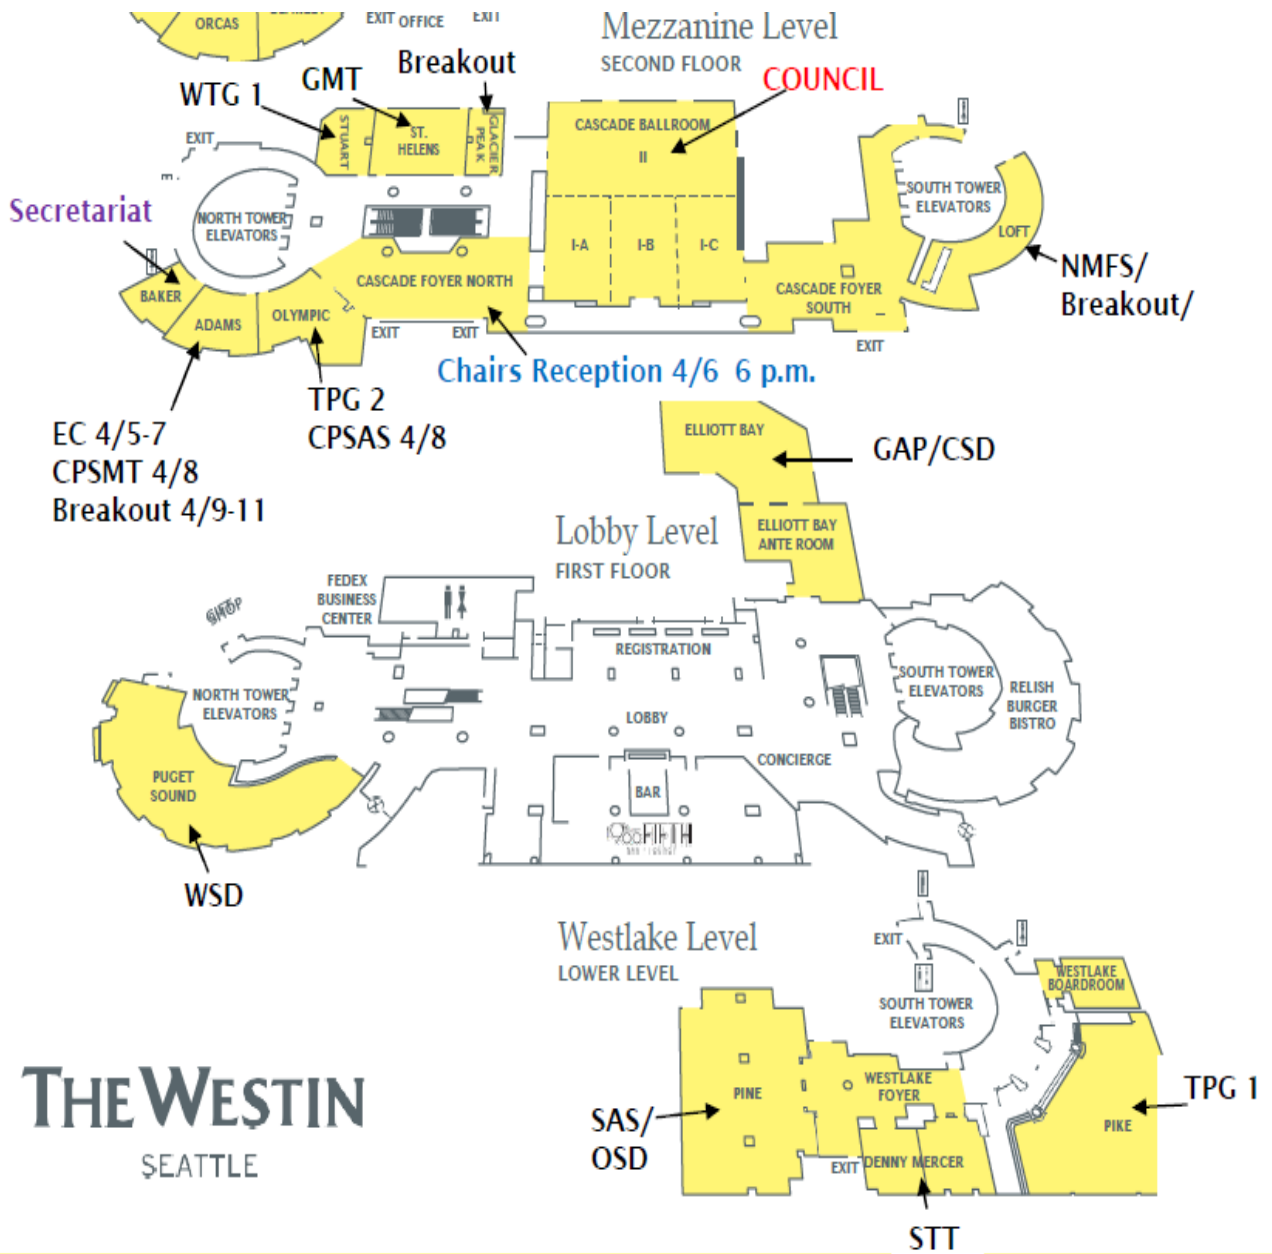 ORCAS
EXIT OFFICE
EXIT
Mezzanine Level
SECOND FLOOR
Breakout
GMT
WTG 1
COUNCIL
EXIT
STUART
ST.
HELENS
GLACIER
PEAK
CASCADE BALLROOM
II
SOUTH TOWER
ELEVATORS
LOFT
Secretariat
NORTH TOWER
ELEVATORS
I-A
I-B
I-C
NMFS/
Breakout/
BAKER
ADAMS
OLYMPIC
CASCADE FOYER NORTH
CASCADE FOYER
SOUTH
EXIT
EXIT
EXIT
Chairs Reception 4/6 6 p.m.
TPG 2
CPSAS 4/8
EC 4/5-7
CPSMT 4/8
Breakout 4/9-11
ELLIOTT BAY
GAP/CSD
ELLIOTT BAY
ANTE ROOM
Lobby Level
FIRST FLOOR
FEDEX
BUSINESS
CENTER
SHOP
REGISTRATION
NORTH TOWER
ELEVATORS
SOUTH TOWER
ELEVATORS
RELISH
BURGER
BISTRO
LOBBY
CONCIERGE
PUGET
SOUND
BAR
FIFTH
WSD
Westlake Level
LOWER LEVEL
EXIT
SOUTH TOWER
ELEVATORS
WESTLAKE
BOARDROOM
PINE
WESTLAKE
FOYER
PIKE
TPG 1
SAS/
OSD
EXIT
DENNY MERCER
STT
THE WESTIN
SEATTLE